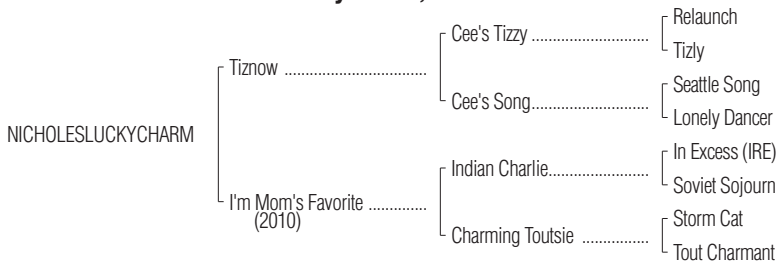 Relaunch
Cee's Tizzy ................................
Tizly
Tiznow ......................................
Seattle Song
Cee's Song...............................
Lonely Dancer
NICHOLESLUCKYCHARM
In Excess (IRE)
Indian Charlie...........................
Soviet Sojourn
I'm Mom's Favorite ...............
(2010)
Storm Cat
Charming Toutsie ..................
Tout Charmant